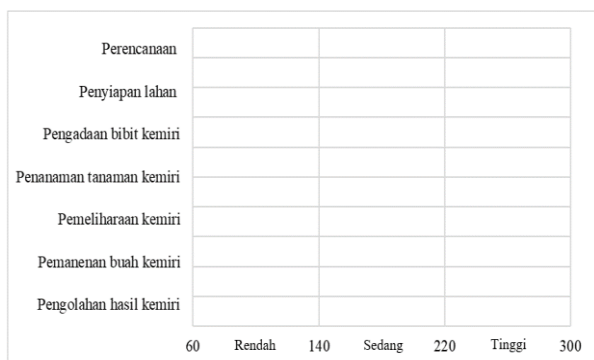 Perencanaan
Penyiapan lahan
Pengadaan bibit kemiri
Penanaman tanaman kemiri
Pemeliharaan kemiri
Pemanenan buah kemiri
Pengolahan hasil kemiri
60 Rendah 140 Sedang 220 Tinggi 300